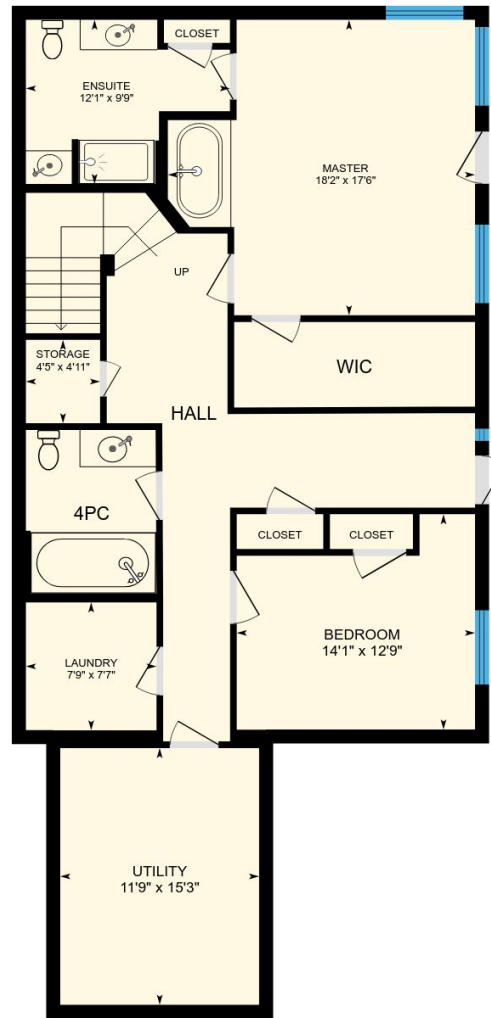 CLOSET
ENSUITE
12'1" x 9'9"
MASTER
18'2" x 17'6"
UP
STORAGE
4'5" x 4'11"
WIC
HALL
4PC
CLOSET
CLOSET
BEDROOM
14'1" x 12'9"
LAUNDRY
7'9" x 7'7"
UTILITY
11'9" x 15'3"